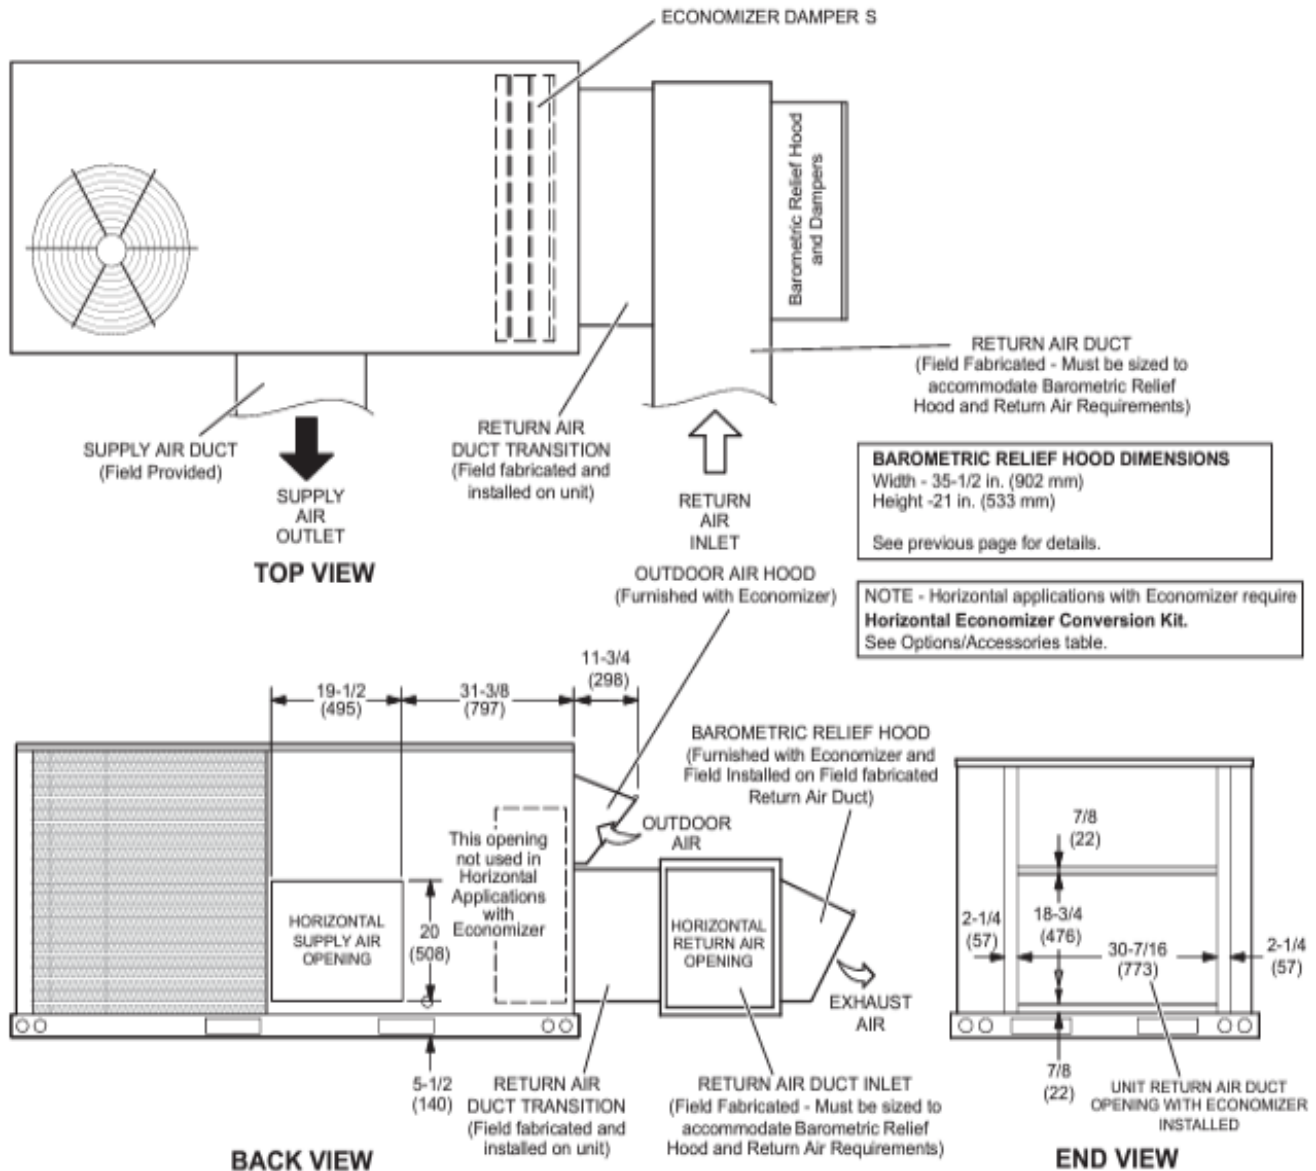 ECONOMIZER DAMPER S
Barometric Relief Hood
and Dampers
RETURN AIR DUCT
(Field Fabricated - Must be sized to
accommodate Barometric Relief
Hood and Return Air Requirements)
SUPPLY AIR DUCT
(Field Provided)
SUPPLY
AIR
OUTLET
RETURN AIR
DUCT TRANSITION
(Field fabricated and
installed on unit)
RETURN
AIR
INLET
TOP VIEW
BAROMETRIC RELIEF HOOD DIMENSIONS
Width - 35-1/2 in. (902 mm)
Height -21 in. (533 mm)
See previous page for details.
NOTE - Horizontal applications with Economizer require
Horizontal Economizer Conversion Kit.
See Options/Accessories table.
OUTDOOR AIR HOOD
(Furnished with Economizer)
19-1/2
(495)
31-3/8
(797)
11-3/4
(298)
BAROMETRIC RELIEF HOOD
(Furnished with Economizer and
Field Installed on Field fabricated
Return Air Duct)
OUTDOOR
AIR
This opening
not used in
Horizontal
Applications
with
Economizer
HORIZONTAL
SUPPLY AIR
OPENING
20
(508)
HORIZONTAL
RETURN AIR
OPENING
EXHAUST
AIR
5-1/2
(140)
RETURN AIR
DUCT TRANSITION
(Field fabricated and
installed on unit)
RETURN AIR DUCT INLET
(Field Fabricated - Must be sized to
accommodate Barometric Relief
Hood and Return Air Requirements)
BACK VIEW
7/8
(22)
2-1/4
(57)
18-3/4
(476)
30-7/16
(773)
2-1/4
(57)
7/8
(22)
UNIT RETURN AIR DUCT
OPENING WITH ECONOMIZER
INSTALLED
END VIEW